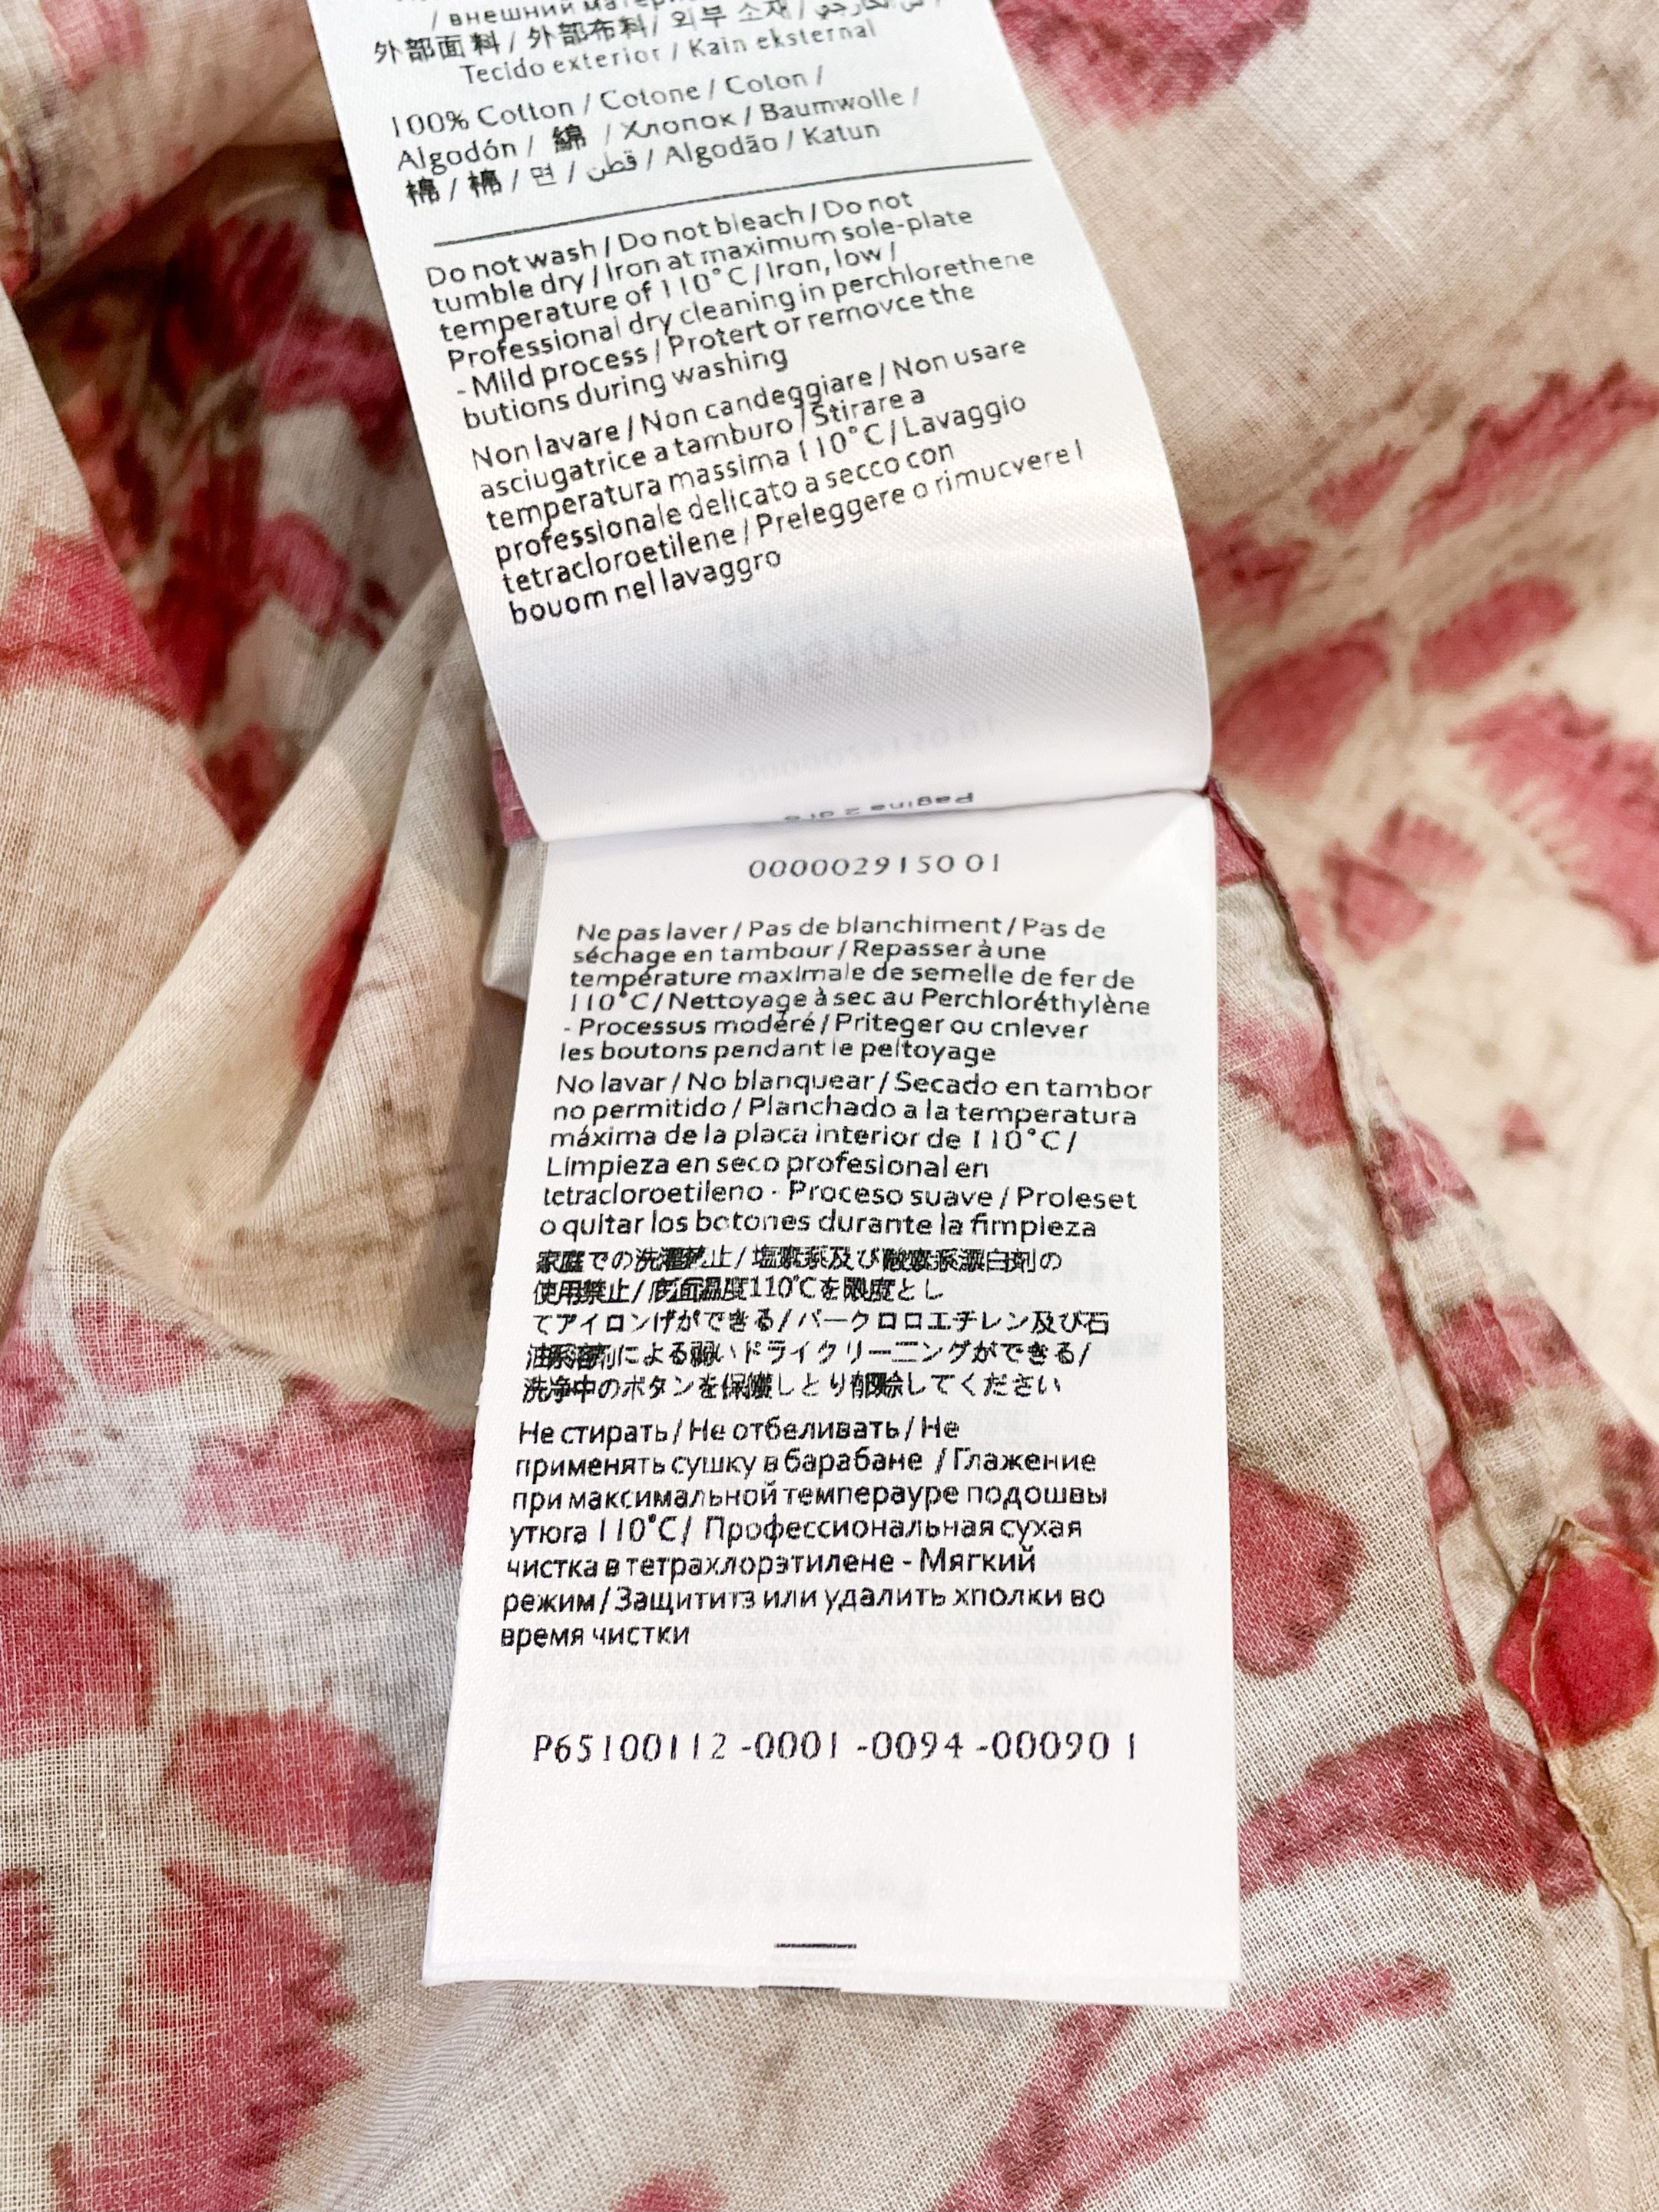 / внешний
外部面料 / 外部布料 / 외부 소재 /
Tecido exterior / Kain eksternal
100% Cotton / Cotone / Coton /
Algodón / 綿 / Хлопок / Baumwolle /
棉 / 棉 / 면 / قطن / Algodão / Katun
Do not wash / Do not bleach / Do not
tumble dry / Iron at maximum sole-plate
temperature of 110°C / Iron, low /
Professional dry cleaning in perchlorethene
- Mild process / Protert or removce the
butions during washing
Non lavare / Non candeggiare / Non usare
asciugatrice a tamburo / Stirare a
temperatura massima 110°C / Lavaggio
professionale delicato a secco con
tetracloroetilene / Preleggere o rimucvere l
bouom nel lavaggro
0000029150 01
Ne pas laver / Pas de blanchiment / Pas de
séchage en tambour / Repasser à une
température maximale de semelle de fer de
110°C / Nettoyage à sec au Perchloréthylène
- Processus modéré / Priteger ou cnlever
les boutons pendant le peltoyage
No lavar / No blanquear / Secado en tambor
no permitido / Planchado a la temperatura
máxima de la placa interior de 110°C /
Limpieza en seco profesional en
tetracloroetileno - Proceso suave / Proleset
o quitar los botones durante la fimpieza
家庭での洗濯禁止 / 塩素系及び酸素系漂白剤の
使用禁止 / 底面温度110℃を限度とし
てアイロンげができる / パークロロエチレン及び石
油系溶剤による弱いドライクリーニングができる /
洗浄中のボタンを保護しとり郁除してください
Не стирать / Не отбеливать / Не
применять сушку в барабане / Глажение
при максимальной темперауре подошвы
утюга 110°C / Профессиональная сухая
чистка в тетрахлорэтилене - Мягкий
режим / Защититз или удалить хполки во
время чистки
P65100112 -0001 -0094 -00090 1